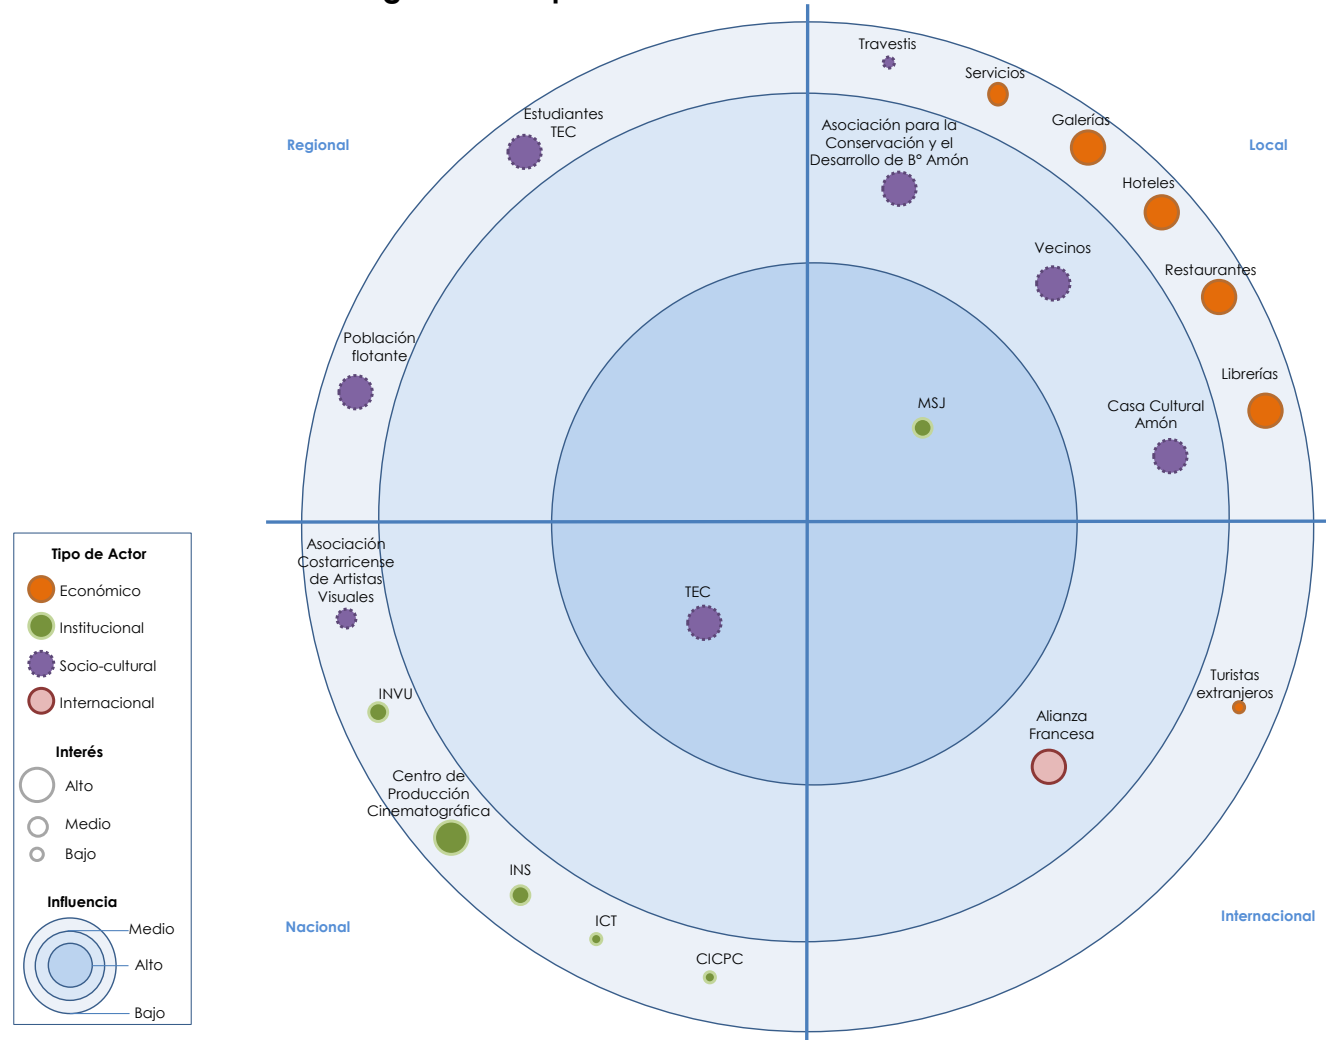 Travestis
Servicios
Estudiantes
TEC
Galerías
Asociación para la
Conservación y el
Desarrollo de Bº Amón
Regional
Local
Hoteles
Vecinos
Restaurantes
Población
flotante
Librerías
MSJ
Casa Cultural
Amón
Asociación
Costarricense
de Artistas
Visuales
TEC
INVU
Turistas
extranjeros
Alianza
Francesa
Centro de
Producción
Cinematográfica
INS
ICT
CICPC
Nacional
Internacional
Tipo de Actor
Económico
Institucional
Socio-cultural
Internacional
Interés
Alto
Medio
Bajo
Influencia
Medio
Alto
Bajo